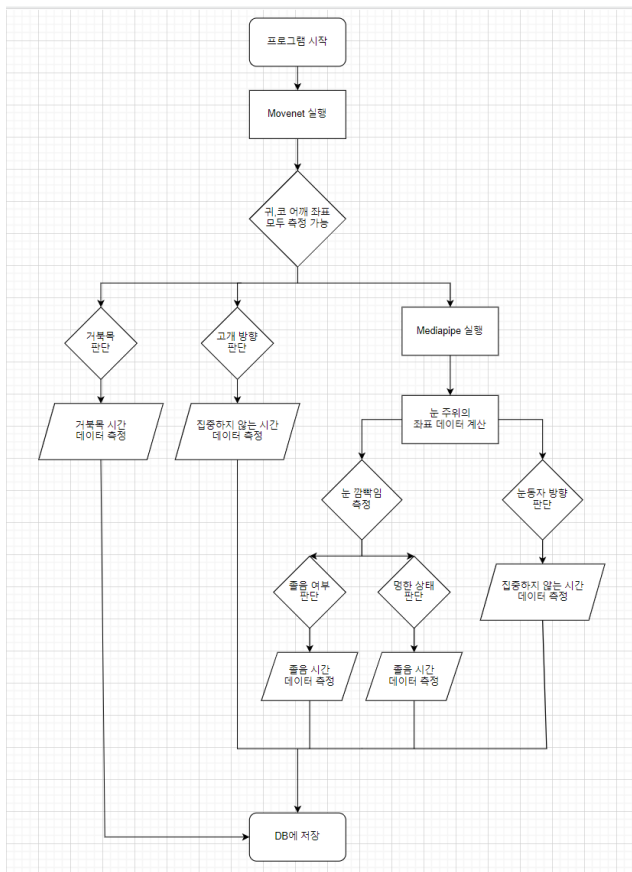 프로그램 시작
Movenet 실행
귀,코 어깨 좌표
모두 측정 가능
거북목
판단
고개 방향
판단
Mediapipe 실행
거북목 시간
데이터 측정
집중하지 않는 시간
데이터 측정
눈 주위의
좌표 데이터 계산
눈 깜빡임
측정
눈동자 방향
판단
졸음 여부
판단
멍한 상태
판단
집중하지 않는 시간
데이터 측정
졸음 시간
데이터 측정
졸음 시간
데이터 측정
DB에 저장